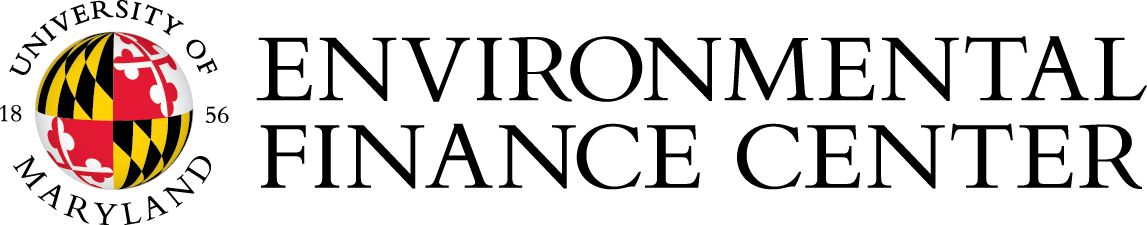 UNIVERSITY OF
18 56
MARYLAND
ENVIRONMENTAL
FINANCE CENTER